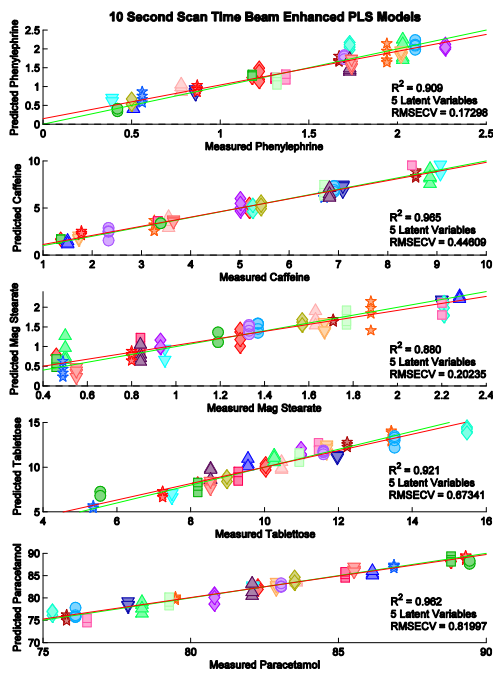 10 Second Scan Time Beam Enhanced PLS Models
Predicted Phenylephrine
2.5
2
1.5
1
0.5
0
R² = 0.909
5 Latent Variables
RMSECV = 0.17296
0 0.5 1 1.5 2 2.5
Measured Phenylephrine
Predicted Caffeine
10
5
0
R² = 0.965
5 Latent Variables
RMSECV = 0.44609
1 2 3 4 5 6 7 8 9 10
Measured Caffeine
Predicted Mag Stearate
2
1.5
1
0.5
0
R² = 0.880
5 Latent Variables
RMSECV = 0.20235
0.4 0.6 0.8 1 1.2 1.4 1.6 1.8 2 2.2 2.4
Measured Mag Stearate
Predicted Tablettose
15
10
5
R² = 0.921
5 Latent Variables
RMSECV = 0.67341
4 6 8 10 12 14 16
Measured Tablettose
Predicted Paracetamol
90
85
80
75
70
R² = 0.962
5 Latent Variables
RMSECV = 0.81997
75 80 85 90
Measured Paracetamol